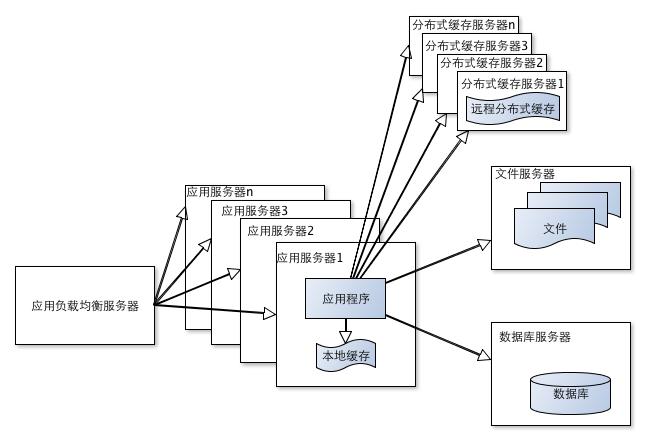 分布式缓存服务器n
分布式缓存服务器3
分布式缓存服务器2
分布式缓存服务器1
远程分布式缓存
文件服务器
文件
应用服务器n
应用服务器3
应用服务器2
应用服务器1
应用负载均衡服务器
应用程序
本地缓存
数据库服务器
数据库